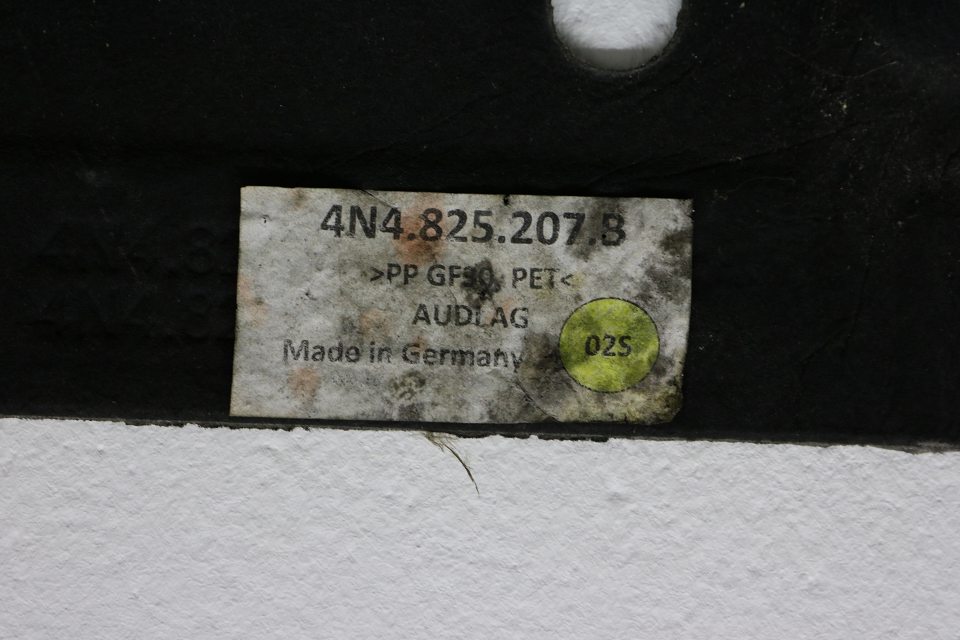 4N4.825.207.B
>PP GF30, PET<
AUDI AG
Made in Germany
02S